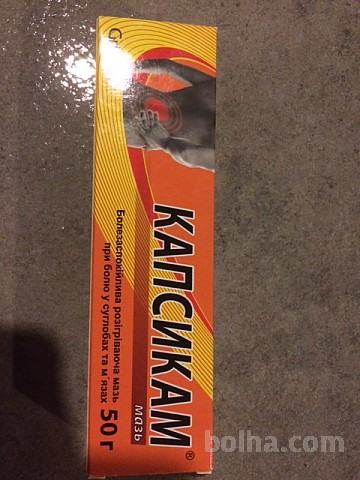 КАПСИКАМ®
мазь
Болезаспокійлива розігріваюча мазь
при болю у суглобах та м'язах
50 г
bolha.com